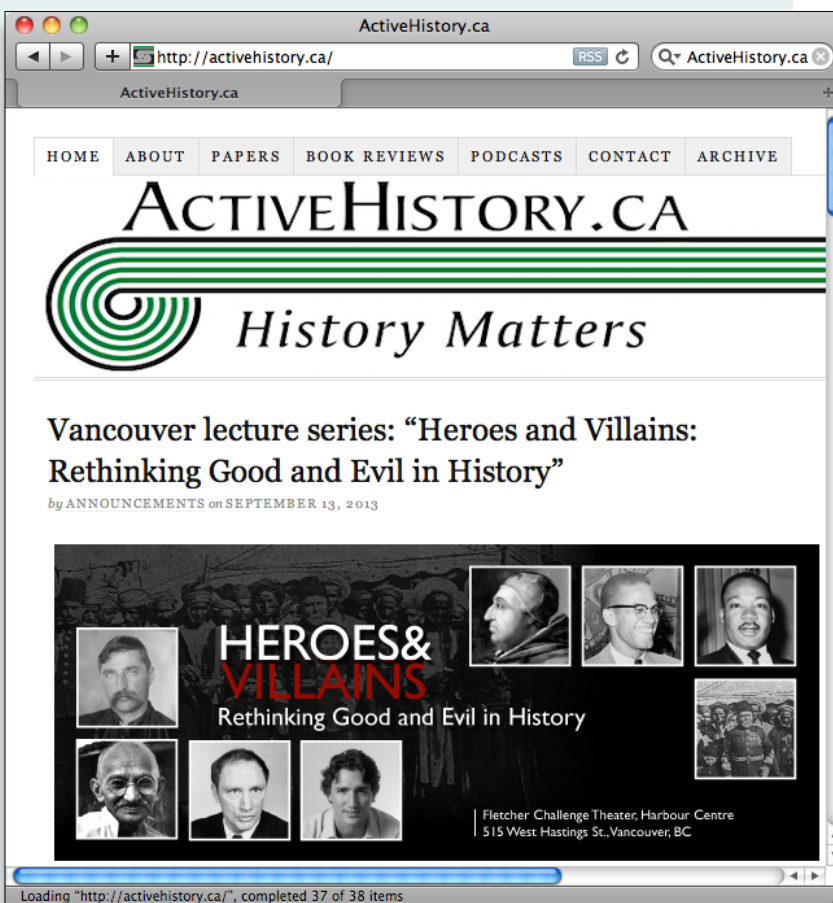 ActiveHistory.ca
http://activehistory.ca/ RSS ActiveHistory.ca
ActiveHistory.ca
HOME ABOUT PAPERS BOOK REVIEWS PODCASTS CONTACT ARCHIVE
ACTIVEHISTORY.CA
History Matters
Vancouver lecture series: “Heroes and Villains:
Rethinking Good and Evil in History”
by ANNOUNCEMENTS on SEPTEMBER 13, 2013
HEROES&
VILLAINS
Rethinking Good and Evil in History
Fletcher Challenge Theater, Harbour Centre
515 West Hastings St., Vancouver, BC
Loading “http://activehistory.ca/”, completed 37 of 38 items